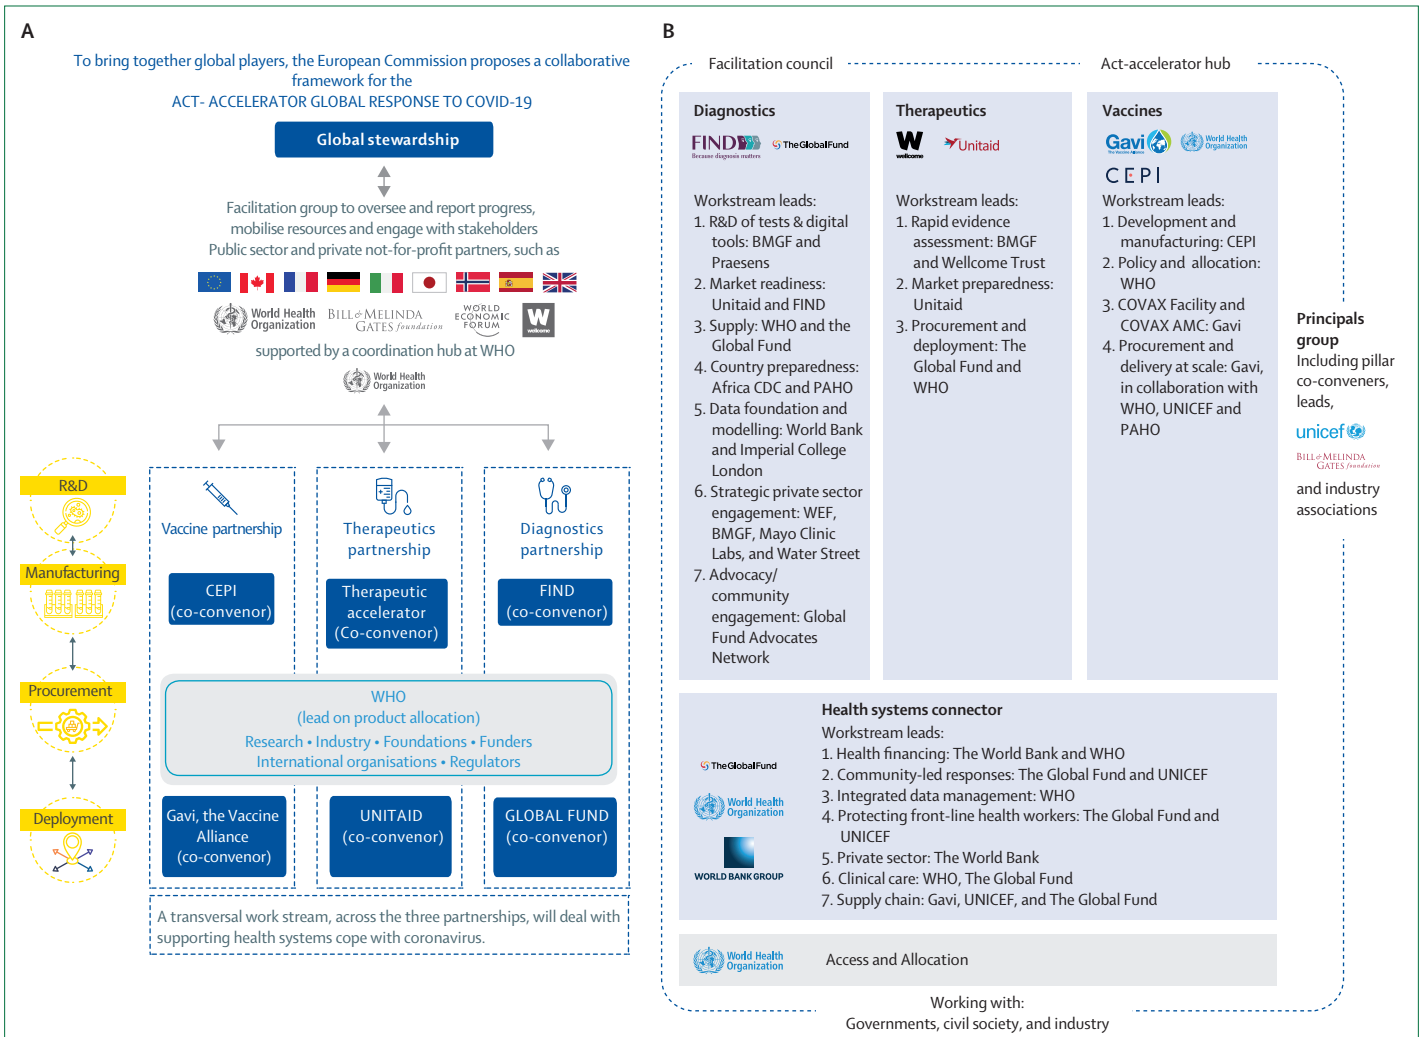 A
To bring together global players, the European Commission proposes a collaborative
framework for the
ACT- ACCELERATOR GLOBAL RESPONSE TO COVID-19
Global stewardship
Facilitation group to oversee and report progress,
mobilise resources and engage with stakeholders
Public sector and private not-for-profit partners, such as
World Health
Organization
BILL & MELINDA
GATES foundation
WORLD
ECONOMIC
FORUM
W
wellcome
supported by a coordination hub at WHO
World Health
Organization
R&D
Manufacturing
Procurement
Deployment
Vaccine partnership
CEPI
(co-convenor)
Therapeutics
partnership
Therapeutic
accelerator
(Co-convenor)
Diagnostics
partnership
FIND
(co-convenor)
WHO
(lead on product allocation)
Research • Industry • Foundations • Funders
International organisations • Regulators
Gavi, the Vaccine
Alliance
(co-convenor)
UNITAID
(co-convenor)
GLOBAL FUND
(co-convenor)
A transversal work stream, across the three partnerships, will deal with
supporting health systems cope with coronavirus.
B
Facilitation council
Act-accelerator hub
Diagnostics
FIND
Because diagnosis matters
TheGlobalFund
Workstream leads:
1. R&D of tests & digital
tools: BMGF and
Praesens
2. Market readiness:
Unitaid and FIND
3. Supply: WHO and the
Global Fund
4. Country preparedness:
Africa CDC and PAHO
5. Data foundation and
modelling: World Bank
and Imperial College
London
6. Strategic private sector
engagement: WEF,
BMGF, Mayo Clinic
Labs, and Water Street
7. Advocacy/
community
engagement: Global
Fund Advocates
Network
Therapeutics
W
wellcome
Unitaid
Workstream leads:
1. Rapid evidence
assessment: BMGF
and Wellcome Trust
2. Market preparedness:
Unitaid
3. Procurement and
deployment: The
Global Fund and
WHO
Vaccines
Gavi
The Vaccine Alliance
World Health
Organization
CEPI
Workstream leads:
1. Development and
manufacturing: CEPI
2. Policy and allocation:
WHO
3. COVAX Facility and
COVAX AMC: Gavi
4. Procurement and
delivery at scale: Gavi,
in collaboration with
WHO, UNICEF and
PAHO
Principals
group
Including pillar
co-conveners,
leads,
unicef
BILL & MELINDA
GATES foundation
and industry
associations
TheGlobalFund
World Health
Organization
WORLD BANK GROUP
Health systems connector
Workstream leads:
1. Health financing: The World Bank and WHO
2. Community-led responses: The Global Fund and UNICEF
3. Integrated data management: WHO
4. Protecting front-line health workers: The Global Fund and
UNICEF
5. Private sector: The World Bank
6. Clinical care: WHO, The Global Fund
7. Supply chain: Gavi, UNICEF, and The Global Fund
World Health
Organization
Access and Allocation
Working with:
Governments, civil society, and industry